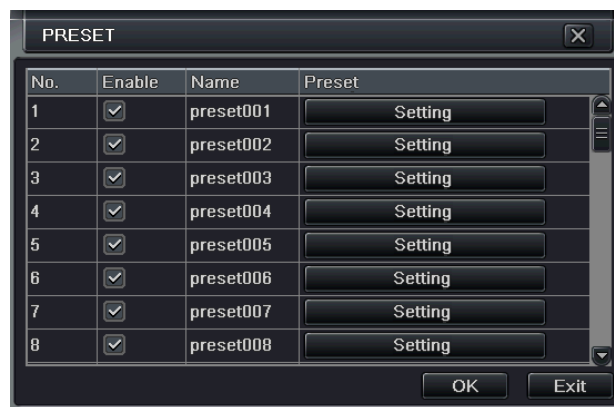 PRESET
No. Enable Name Preset
1 preset001 Setting
2 preset002 Setting
3 preset003 Setting
4 preset004 Setting
5 preset005 Setting
6 preset006 Setting
7 preset007 Setting
8 preset008 Setting
OK Exit